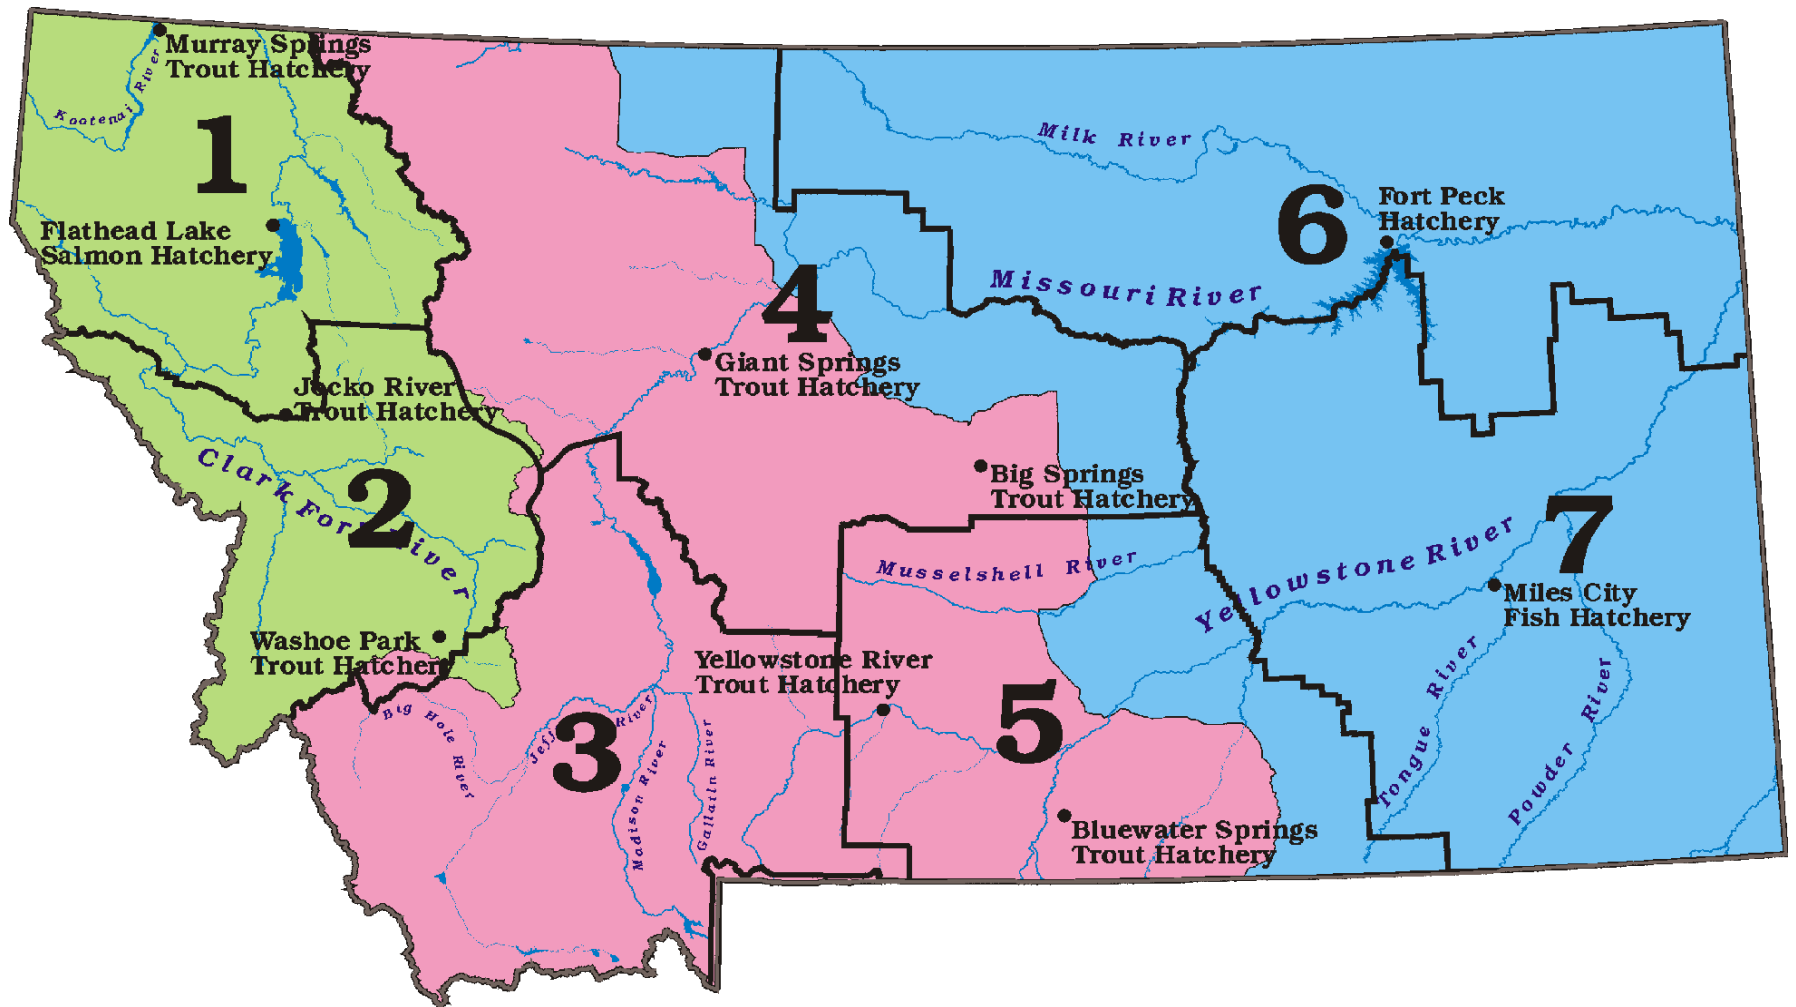 Murray Springs
Trout Hatchery
Kootenai River
1
Flathead Lake
Salmon Hatchery
Milk River
6
Fort Peck
Hatchery
Missouri River
4
Giant Springs
Trout Hatchery
Jocko River
Trout Hatchery
Clark Fork River
2
Big Springs
Trout Hatchery
7
Yellowstone River
Musselshell River
Miles City
Fish Hatchery
Washoe Park
Trout Hatchery
Yellowstone River
Trout Hatchery
5
3
Big Hole River
Jeff River
Madison River
Gallatin River
Tongue River
Powder River
Bluewater Springs
Trout Hatchery